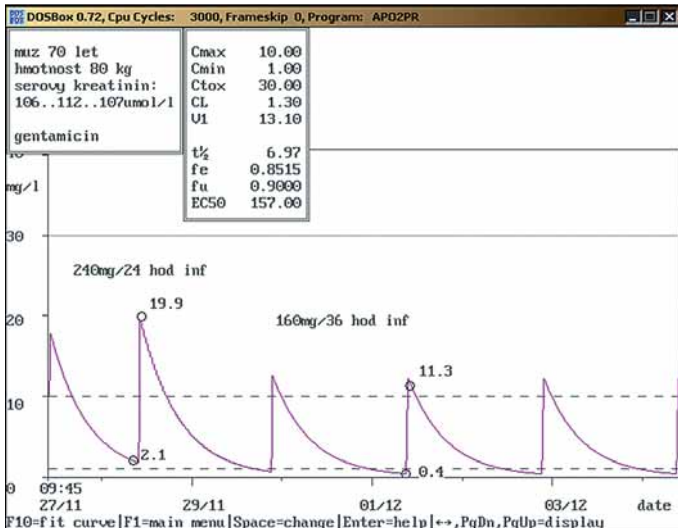 DOSBox 0.72, Cpu Cycles: 3000, Frameskip 0, Program: APO2PR
muz 70 let
hmotnost 80 kg
serovy kreatinin:
106..112..107umol/l
gentamicin
Cmax 10.00
Cmin 1.00
Ctox 30.00
CL 1.30
V1 13.10
t½ 6.97
fe 0.8515
fu 0.9000
EC50 157.00
mg/l
30
240mg/24 hod inf
19.9
160mg/36 hod inf
20
11.3
10
2.1
0.4
0 09:45
27/11 29/11 01/12 03/12 date
F10=fit curve|F1=main menu|Space=change|Enter=help|↔,PgDn,PgUp=display